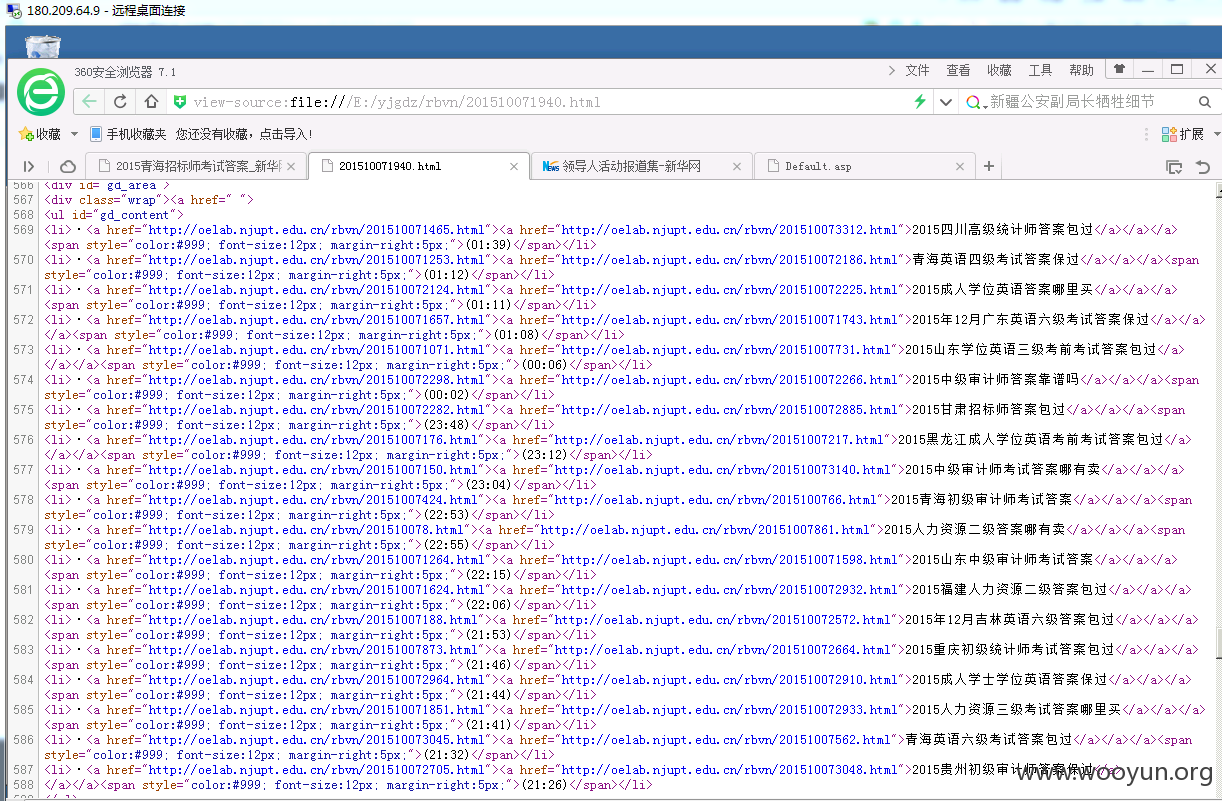 180.209.64.9 - 远程桌面连接
360安全浏览器 7.1
文件 查看 收藏 工具 帮助
view-source:file:///E:/yjgdz/rbvn/201510071940.html
新疆公安副局长牺牲细节
收藏 手机收藏夹 您还没有收藏，点击导入!
扩展
2015青海招标师考试答案_新华网
201510071940.html
News 领导人活动报道集-新华网
Default.asp
566 <div id="gd_area">
567 <div class="wrap"><a href=" ">
568 <ul id="gd_content">
569 <li>·<a href="http://oelab.njupt.edu.cn/rbvn/201510071465.html"><a href="http://oelab.njupt.edu.cn/rbvn/201510073312.html">2015四川高级统计师答案包过</a></a></a>
<span style="color:#999; font-size:12px; margin-right:5px;">(01:39)</span></li>
570 <li>·<a href="http://oelab.njupt.edu.cn/rbvn/201510071253.html"><a href="http://oelab.njupt.edu.cn/rbvn/201510072186.html">青海英语四级考试答案保过</a></a></a><span
style="color:#999; font-size:12px; margin-right:5px;">(01:12)</span></li>
571 <li>·<a href="http://oelab.njupt.edu.cn/rbvn/201510072124.html"><a href="http://oelab.njupt.edu.cn/rbvn/201510072225.html">2015成人学位英语答案哪里买</a></a></a>
<span style="color:#999; font-size:12px; margin-right:5px;">(01:11)</span></li>
572 <li>·<a href="http://oelab.njupt.edu.cn/rbvn/201510071657.html"><a href="http://oelab.njupt.edu.cn/rbvn/201510071743.html">2015年12月广东英语六级考试答案保过</a></a>
</a><span style="color:#999; font-size:12px; margin-right:5px;">(01:08)</span></li>
573 <li>·<a href="http://oelab.njupt.edu.cn/rbvn/201510071071.html"><a href="http://oelab.njupt.edu.cn/rbvn/20151007731.html">2015山东学位英语三级考前考试答案包过</a>
</a></a><span style="color:#999; font-size:12px; margin-right:5px;">(00:06)</span></li>
574 <li>·<a href="http://oelab.njupt.edu.cn/rbvn/201510072298.html"><a href="http://oelab.njupt.edu.cn/rbvn/201510072266.html">2015中级审计师答案靠谱吗</a></a></a><span
style="color:#999; font-size:12px; margin-right:5px;">(00:02)</span></li>
575 <li>·<a href="http://oelab.njupt.edu.cn/rbvn/201510072282.html"><a href="http://oelab.njupt.edu.cn/rbvn/201510072885.html">2015甘肃招标师答案包过</a></a></a><span
style="color:#999; font-size:12px; margin-right:5px;">(23:48)</span></li>
576 <li>·<a href="http://oelab.njupt.edu.cn/rbvn/20151007176.html"><a href="http://oelab.njupt.edu.cn/rbvn/20151007217.html">2015黑龙江成人学位英语考前考试答案包过</a>
</a></a><span style="color:#999; font-size:12px; margin-right:5px;">(23:12)</span></li>
577 <li>·<a href="http://oelab.njupt.edu.cn/rbvn/20151007150.html"><a href="http://oelab.njupt.edu.cn/rbvn/201510073140.html">2015中级审计师考试答案哪有卖</a></a></a>
<span style="color:#999; font-size:12px; margin-right:5px;">(23:04)</span></li>
578 <li>·<a href="http://oelab.njupt.edu.cn/rbvn/20151007424.html"><a href="http://oelab.njupt.edu.cn/rbvn/2015100766.html">2015青海初级审计师考试答案</a></a></a><span
style="color:#999; font-size:12px; margin-right:5px;">(22:53)</span></li>
579 <li>·<a href="http://oelab.njupt.edu.cn/rbvn/201510078.html"><a href="http://oelab.njupt.edu.cn/rbvn/20151007861.html">2015人力资源二级答案哪有卖</a></a></a><span
style="color:#999; font-size:12px; margin-right:5px;">(22:55)</span></li>
580 <li>·<a href="http://oelab.njupt.edu.cn/rbvn/201510071264.html"><a href="http://oelab.njupt.edu.cn/rbvn/201510071598.html">2015山东中级审计师考试答案</a></a></a>
<span style="color:#999; font-size:12px; margin-right:5px;">(22:15)</span></li>
581 <li>·<a href="http://oelab.njupt.edu.cn/rbvn/201510071624.html"><a href="http://oelab.njupt.edu.cn/rbvn/201510072932.html">2015福建人力资源二级答案包过</a></a></a>
<span style="color:#999; font-size:12px; margin-right:5px;">(22:06)</span></li>
582 <li>·<a href="http://oelab.njupt.edu.cn/rbvn/20151007188.html"><a href="http://oelab.njupt.edu.cn/rbvn/201510072572.html">2015年12月吉林英语六级答案包过</a></a></a>
<span style="color:#999; font-size:12px; margin-right:5px;">(21:53)</span></li>
583 <li>·<a href="http://oelab.njupt.edu.cn/rbvn/20151007873.html"><a href="http://oelab.njupt.edu.cn/rbvn/201510072664.html">2015重庆初级统计师考试答案包过</a></a></a>
<span style="color:#999; font-size:12px; margin-right:5px;">(21:46)</span></li>
584 <li>·<a href="http://oelab.njupt.edu.cn/rbvn/201510072964.html"><a href="http://oelab.njupt.edu.cn/rbvn/201510072910.html">2015成人学士学位英语答案保过</a></a></a>
<span style="color:#999; font-size:12px; margin-right:5px;">(21:44)</span></li>
585 <li>·<a href="http://oelab.njupt.edu.cn/rbvn/201510071851.html"><a href="http://oelab.njupt.edu.cn/rbvn/201510072933.html">2015人力资源三级考试答案哪里买</a></a></a>
<span style="color:#999; font-size:12px; margin-right:5px;">(21:41)</span></li>
586 <li>·<a href="http://oelab.njupt.edu.cn/rbvn/201510073045.html"><a href="http://oelab.njupt.edu.cn/rbvn/20151007562.html">青海英语六级考试答案包过</a></a></a><span
style="color:#999; font-size:12px; margin-right:5px;">(21:32)</span></li>
587 <li>·<a href="http://oelab.njupt.edu.cn/rbvn/201510072705.html"><a href="http://oelab.njupt.edu.cn/rbvn/201510073048.html">2015贵州初级审计师答案保过</a>
588 </a></a><span style="color:#999; font-size:12px; margin-right:5px;">(21:26)</span></li>
www.wooyun.org